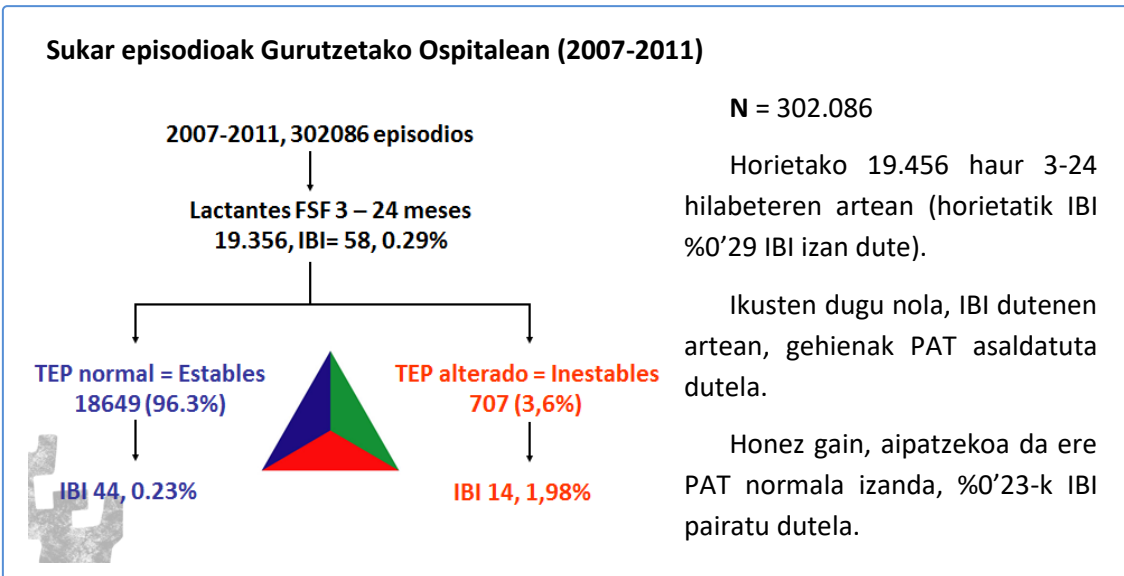 Sukar episodioak Gurutzetako Ospitalean (2007-2011)
2007-2011, 302086 episodios
Lactantes FSF 3 – 24 meses
19.356, IBI= 58, 0.29%
TEP normal = Estables
18649 (96.3%)
TEP alterado = Inestables
707 (3,6%)
IBI 44, 0.23%
IBI 14, 1,98%
N = 302.086
Horietako 19.456 haur 3-24
hilabeteren artean (horietatik IBI
%0’29 IBI izan dute).
Ikusten dugu nola, IBI dutenen
artean, gehienak PAT asaldatuta
dutela.
Honez gain, aipatzekoa da ere
PAT normala izanda, %0’23-k IBI
pairatu dutela.